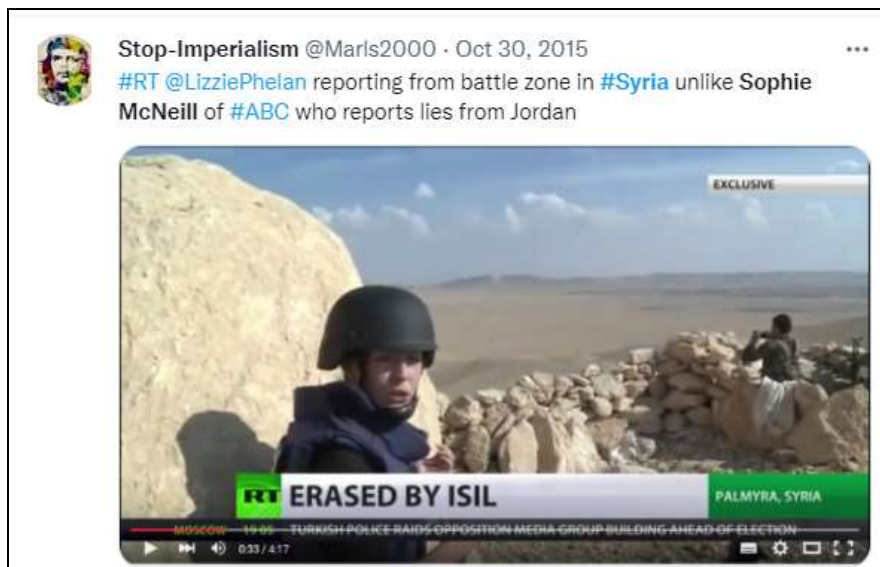 Stop-Imperialism @Marls2000 · Oct 30, 2015
#RT @LizziePhelan reporting from battle zone in #Syria unlike Sophie
McNeill of #ABC who reports lies from Jordan
EXCLUSIVE
RT ERASED BY ISIL
PALMYRA, SYRIA
MOSCOW 19:05 TURKISH POLICE RAIDS OPPOSITION MEDIA GROUP BUILDING AHEAD OF ELECTION
0:33 / 4:17